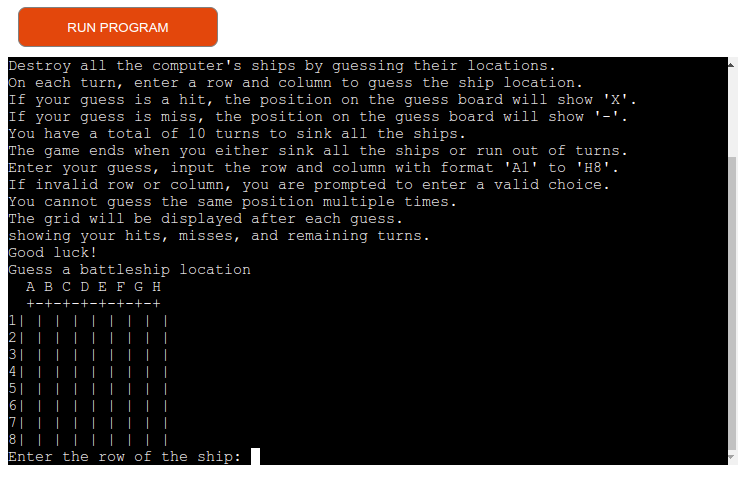 RUN PROGRAM
Destroy all the computer's ships by guessing their locations.
On each turn, enter a row and column to guess the ship location.
If your guess is a hit, the position on the guess board will show 'X'.
If your guess is miss, the position on the guess board will show '-'.
You have a total of 10 turns to sink all the ships.
The game ends when you either sink all the ships or run out of turns.
Enter your guess, input the row and column with format 'A1' to 'H8'.
If invalid row or column, you are prompted to enter a valid choice.
You cannot guess the same position multiple times.
The grid will be displayed after each guess.
showing your hits, misses, and remaining turns.
Good luck!
Guess a battleship location
  A B C D E F G H
  +-+-+-+-+-+-+-+
1| | | | | | | | |
2| | | | | | | | |
3| | | | | | | | |
4| | | | | | | | |
5| | | | | | | | |
6| | | | | | | | |
7| | | | | | | | |
8| | | | | | | | |
Enter the row of the ship: